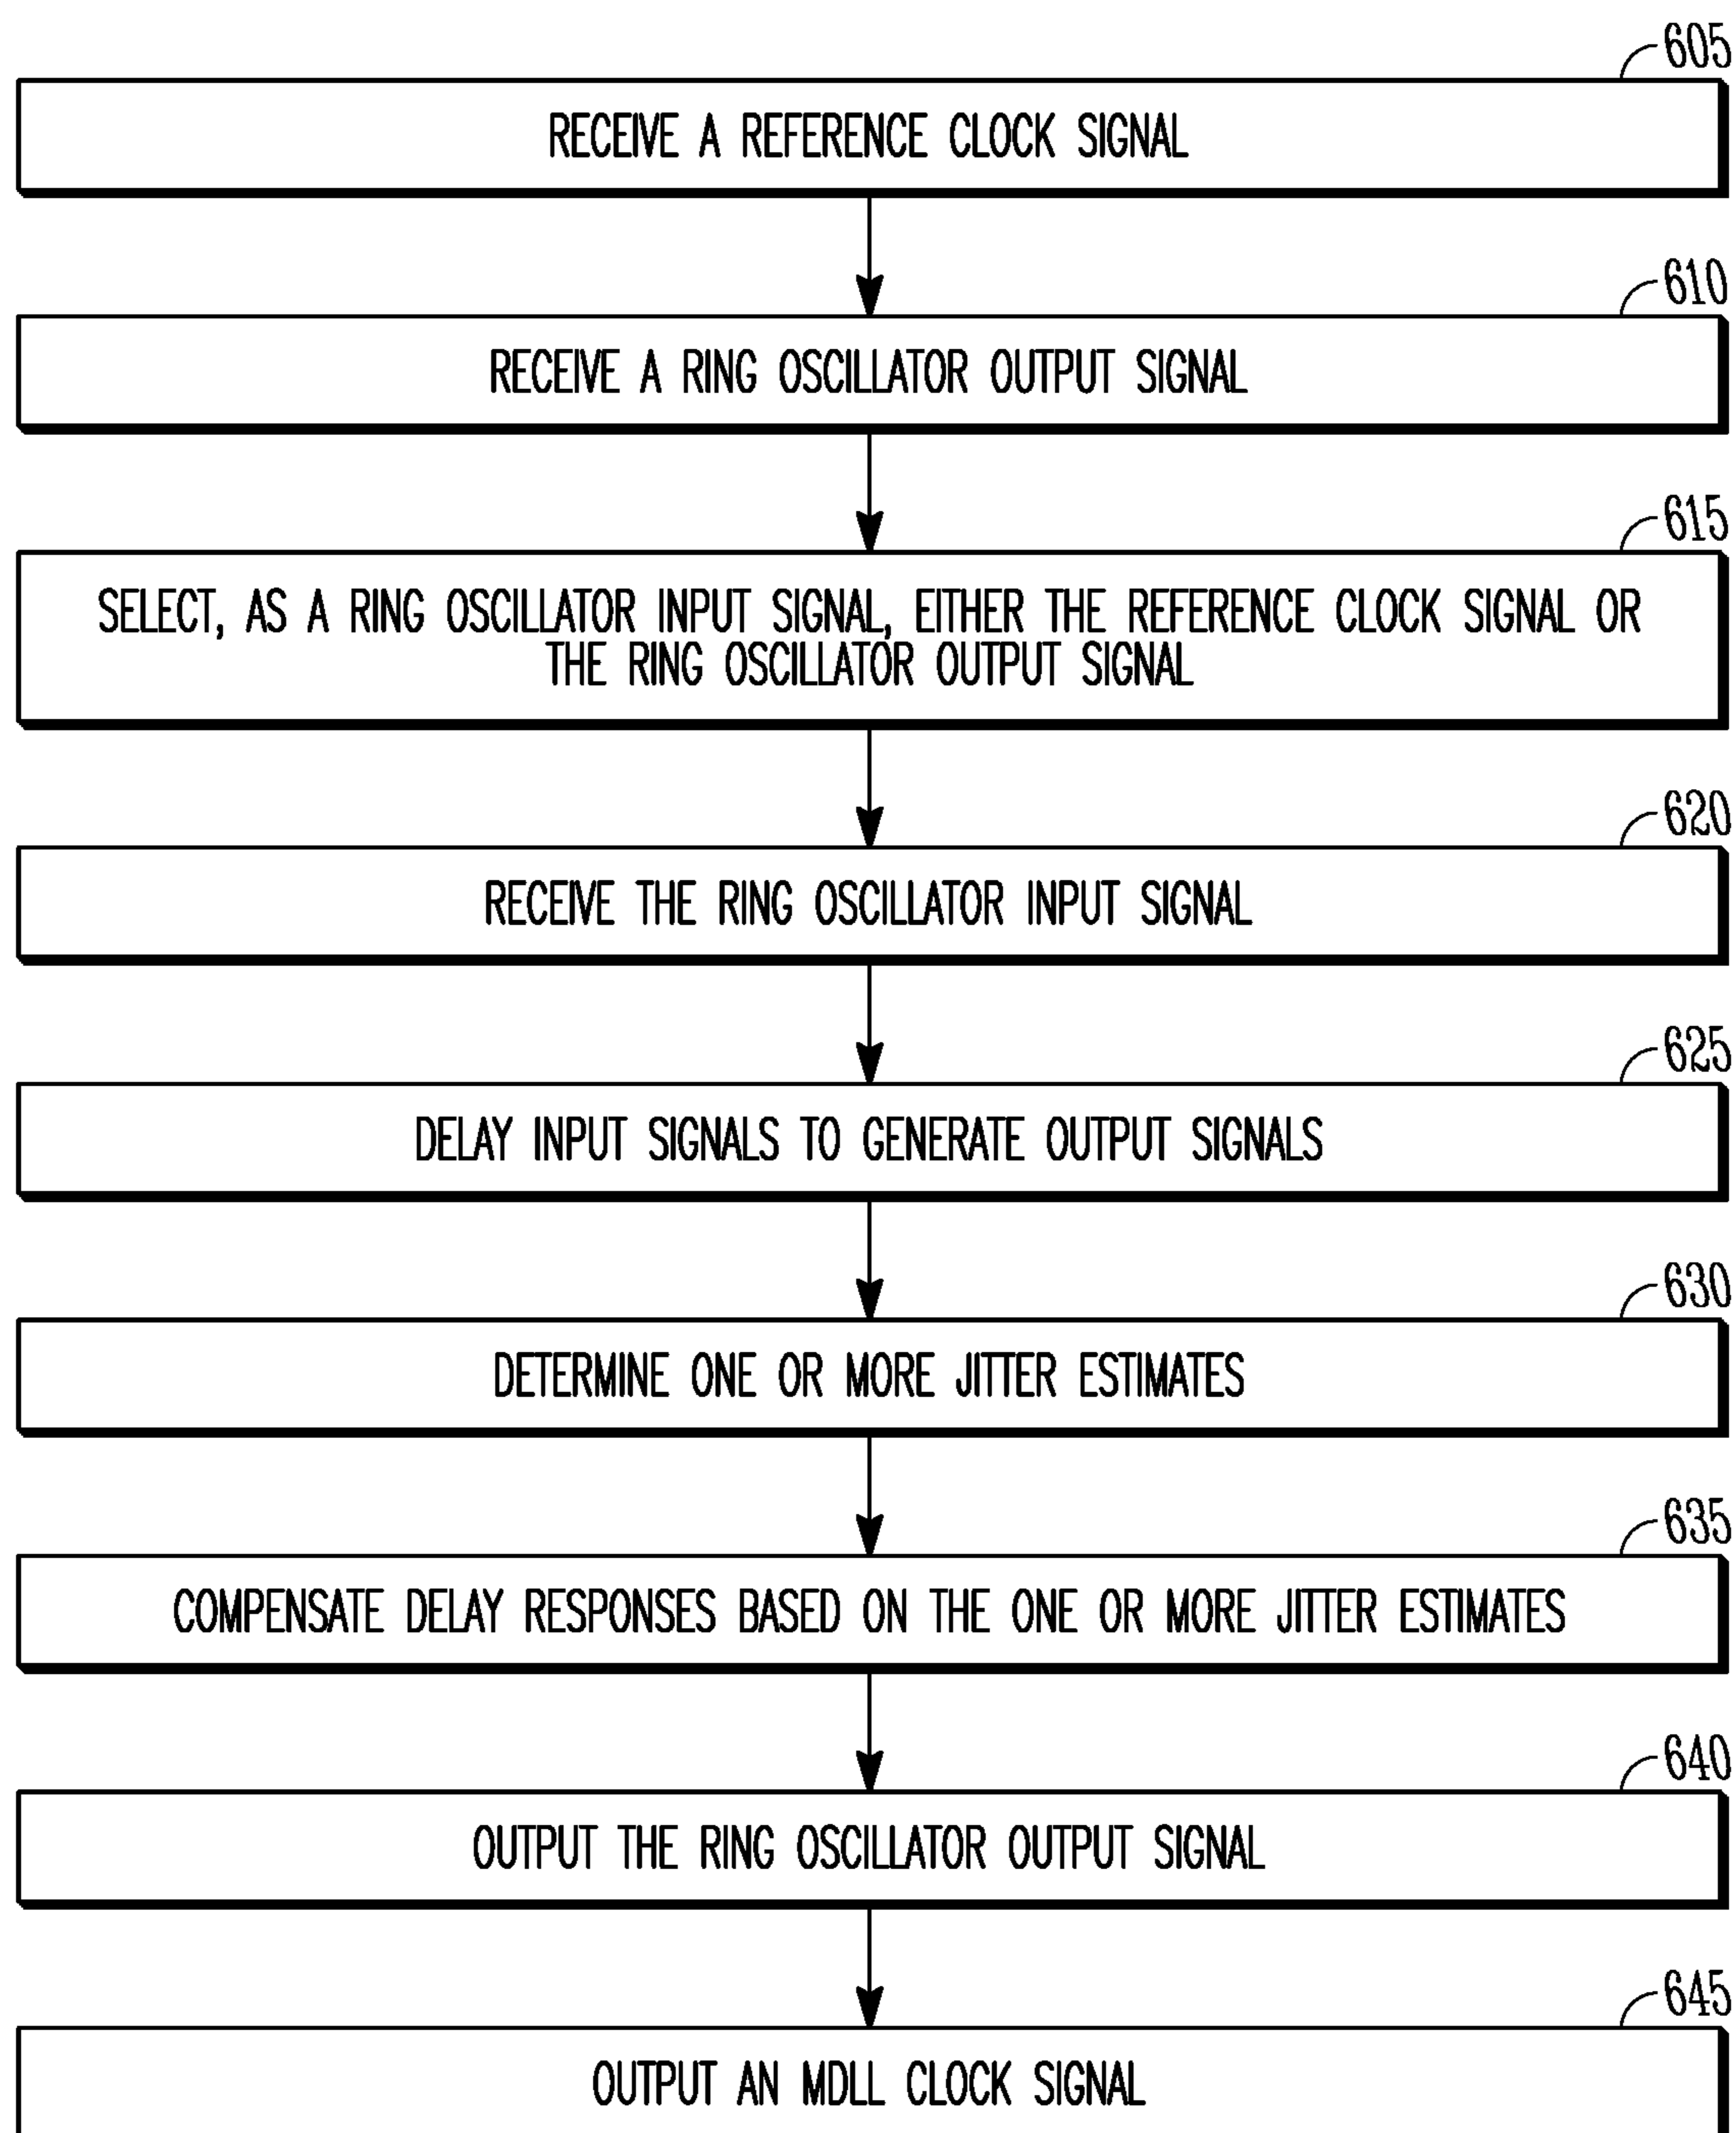 605
RECEIVE A REFERENCE CLOCK SIGNAL
610
RECEIVE A RING OSCILLATOR OUTPUT SIGNAL
615
SELECT, AS A RING OSCILLATOR INPUT SIGNAL, EITHER THE REFERENCE CLOCK SIGNAL OR
THE RING OSCILLATOR OUTPUT SIGNAL
620
RECEIVE THE RING OSCILLATOR INPUT SIGNAL
625
DELAY INPUT SIGNALS TO GENERATE OUTPUT SIGNALS
630
DETERMINE ONE OR MORE JITTER ESTIMATES
635
COMPENSATE DELAY RESPONSES BASED ON THE ONE OR MORE JITTER ESTIMATES
640
OUTPUT THE RING OSCILLATOR OUTPUT SIGNAL
645
OUTPUT AN MDLL CLOCK SIGNAL